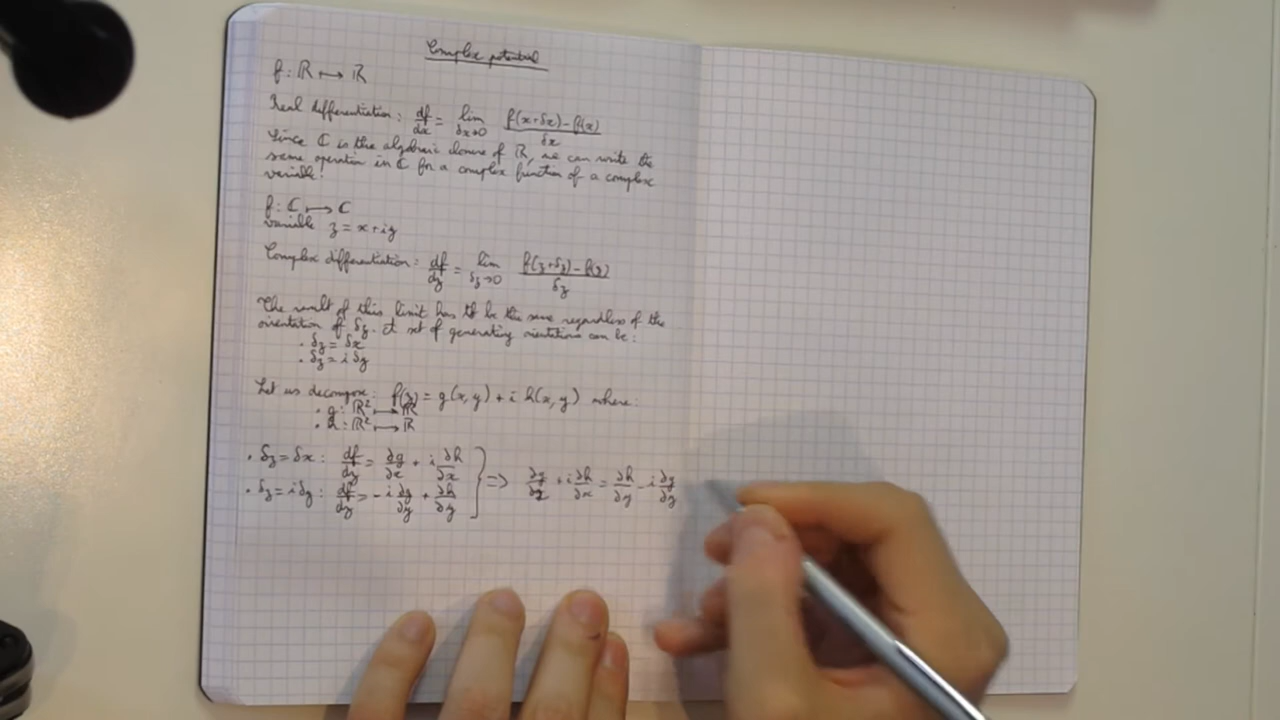 Complex potential
f: ℝ ⟼ ℝ
Real differentiation: df/dx = lim δx→0 (f(x+δx) - f(x))/δx
Since ℂ is the algebraic closure of ℝ, we can write the
same operation in ℂ for a complex function of a complex
variable:
f: ℂ ⟼ ℂ
variable z = x+iy
Complex differentiation: df/dz = lim δz→0 (f(z+δz) - f(z))/δz
The result of this limit has to be the same regardless of the
orientation of δz. A set of generating orientations can be:
• δz = δx
• δz = i δy
Let us decompose: f(z) = g(x,y) + i h(x,y) where:
• g: ℝ² ⟼ ℝ
• h: ℝ² ⟼ ℝ
• δz = δx: df/dz = ∂g/∂x + i ∂h/∂x
• δz = iδy: df/dz = -i ∂g/∂y + ∂h/∂y } => ∂g/∂x + i ∂h/∂x = ∂h/∂y - i ∂g/∂y